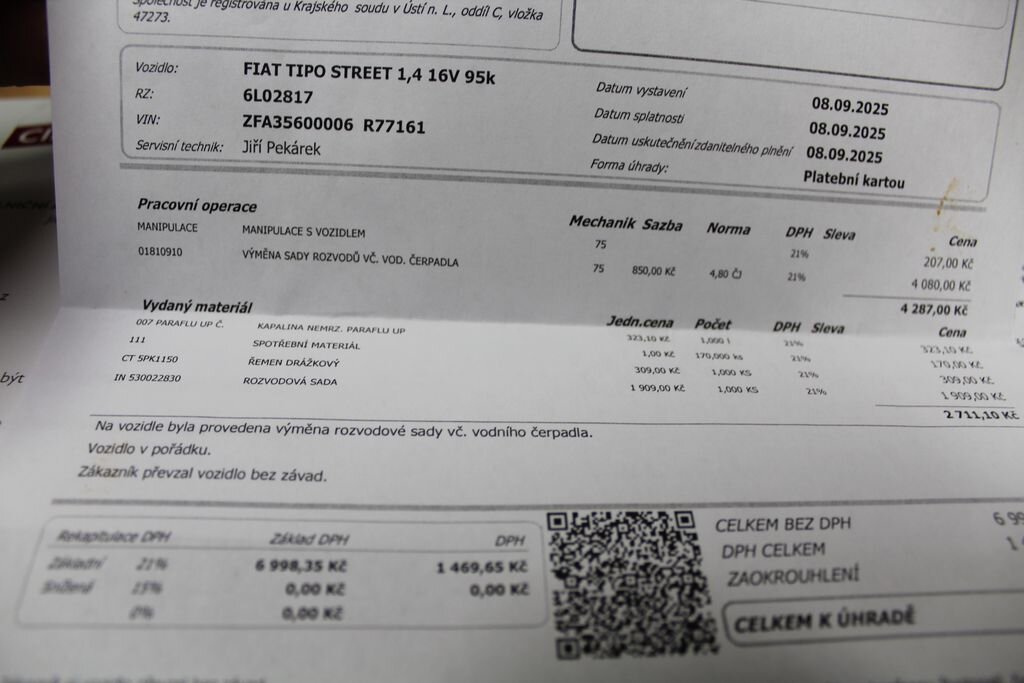 Společnost je registrována u Krajského soudu v Ústí n. L., oddíl C, vložka
47273.
Vozidlo: FIAT TIPO STREET 1,4 16V 95k
RZ: 6L02817
VIN: ZFA35600006 R77161
Servisní technik: Jiří Pekárek
Datum vystavení 08.09.2025
Datum splatnosti 08.09.2025
Datum uskutečnění zdanitelného plnění 08.09.2025
Forma úhrady: Platební kartou
Pracovní operace Mechanik Sazba Norma DPH Sleva Cena
MANIPULACE MANIPULACE S VOZIDLEM 75 21% 207,00 Kč
01810910 VÝMĚNA SADY ROZVODŮ VČ. VOD. ČERPADLA 75 850,00 Kč 4,80 ČJ 21% 4 080,00 Kč
4 287,00 Kč
Vydaný materiál Jedn.cena Počet DPH Sleva Cena
007 PARAFLU UP Č. KAPALINA NEMRZ. PARAFLU UP 323,10 Kč 1,000 l 21% 323,10 Kč
111 SPOTŘEBNÍ MATERIÁL 1,00 Kč 170,000 ks 21% 170,00 Kč
CT 5PK1150 ŘEMEN DRÁŽKOVÝ 309,00 Kč 1,000 KS 21% 309,00 Kč
IN 530022830 ROZVODOVÁ SADA 1 909,00 Kč 1,000 KS 21% 1 909,00 Kč
2 711,10 Kč
být
Na vozidle byla provedena výměna rozvodové sady vč. vodního čerpadla.
Vozidlo v pořádku.
Zákazník převzal vozidlo bez závad.
Rekapitulace DPH Základ DPH DPH
Základní 21% 6 998,35 Kč 1 469,65 Kč
Snížená 15% 0,00 Kč 0,00 Kč
0% 0,00 Kč
CELKEM BEZ DPH
DPH CELKEM
ZAOKROUHLENÍ
CELKEM K ÚHRADĚ